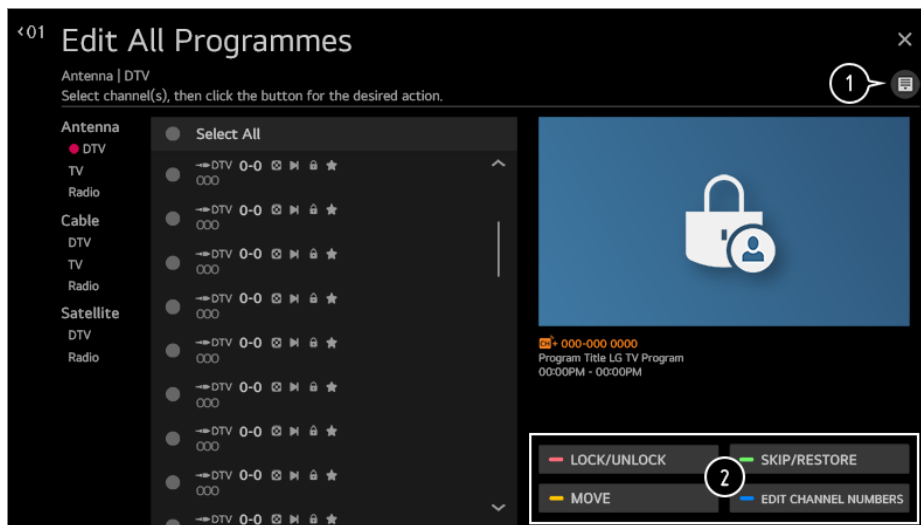 <01 Edit All Programmes
Antenna | DTV
Select channel(s), then click the button for the desired action.
1
Antenna
DTV
TV
Radio
Cable
DTV
TV
Radio
Satellite
DTV
Radio
Select All
DTV 0-0
000
DTV 0-0
000
DTV 0-0
000
DTV 0-0
000
DTV 0-0
000
DTV 0-0
000
DTV 0-0
000
DTV 0-0
000
DTV 0-0
CH+ 000-000 0000
Program Title LG TV Program
00:00PM - 00:00PM
LOCK/UNLOCK
SKIP/RESTORE
2
MOVE
EDIT CHANNEL NUMBERS